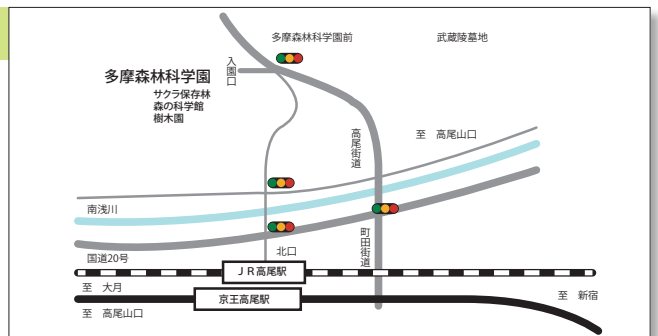 多摩森林科学園前
武蔵陵墓地
入園口
多摩森林科学園
サクラ保存林
森の科学館
樹木園
高尾街道
至　高尾山口
南浅川
北口
町田街道
国道20号
ＪＲ高尾駅
至　大月
京王高尾駅
至　新宿
至　高尾山口